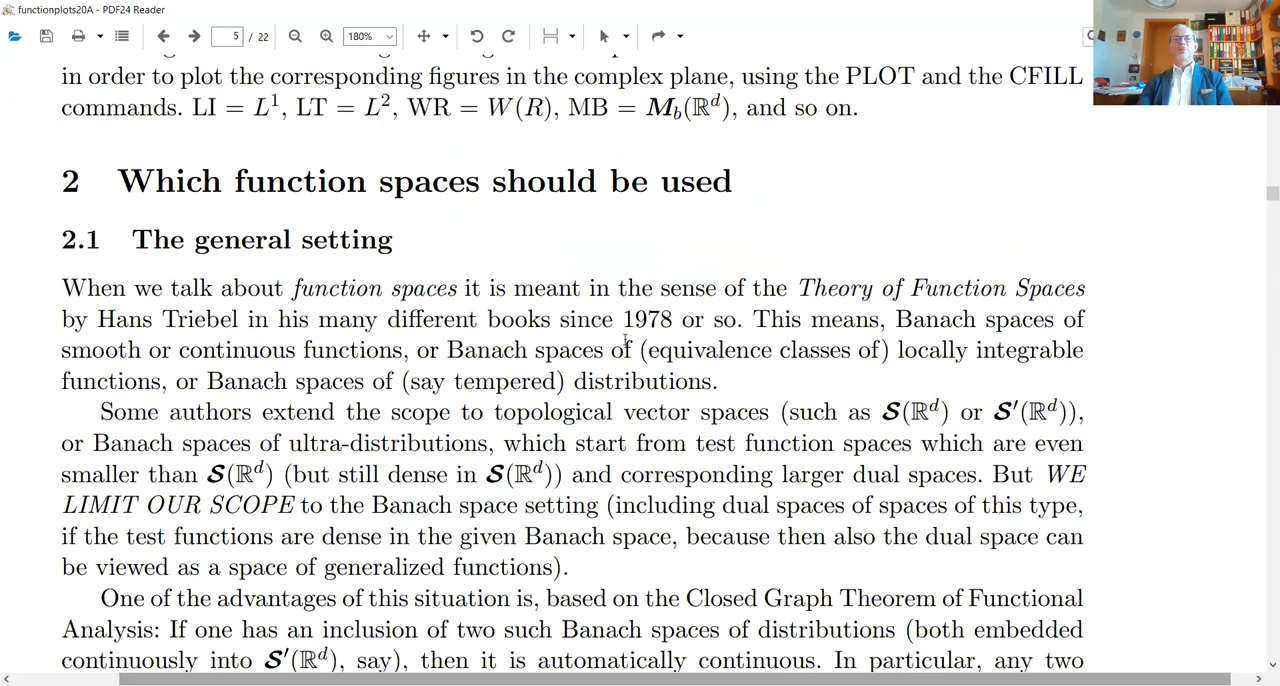 functionplots20A - PDF24 Reader
5 / 22
180%
in order to plot the corresponding figures in the complex plane, using the PLOT and the CFILL
commands. LI = L¹, LT = L², WR = W(R), MB = M_b(ℝᵈ), and so on.
2 Which function spaces should be used
2.1 The general setting
When we talk about function spaces it is meant in the sense of the Theory of Function Spaces
by Hans Triebel in his many different books since 1978 or so. This means, Banach spaces of
smooth or continuous functions, or Banach spaces of (equivalence classes of) locally integrable
functions, or Banach spaces of (say tempered) distributions.
Some authors extend the scope to topological vector spaces (such as 𝓢(ℝᵈ) or 𝓢′(ℝᵈ)),
or Banach spaces of ultra-distributions, which start from test function spaces which are even
smaller than 𝓢(ℝᵈ) (but still dense in 𝓢(ℝᵈ)) and corresponding larger dual spaces. But WE
LIMIT OUR SCOPE to the Banach space setting (including dual spaces of spaces of this type,
if the test functions are dense in the given Banach space, because then also the dual space can
be viewed as a space of generalized functions).
One of the advantages of this situation is, based on the Closed Graph Theorem of Functional
Analysis: If one has an inclusion of two such Banach spaces of distributions (both embedded
continuously into 𝓢′(ℝᵈ), say), then it is automatically continuous. In particular, any two